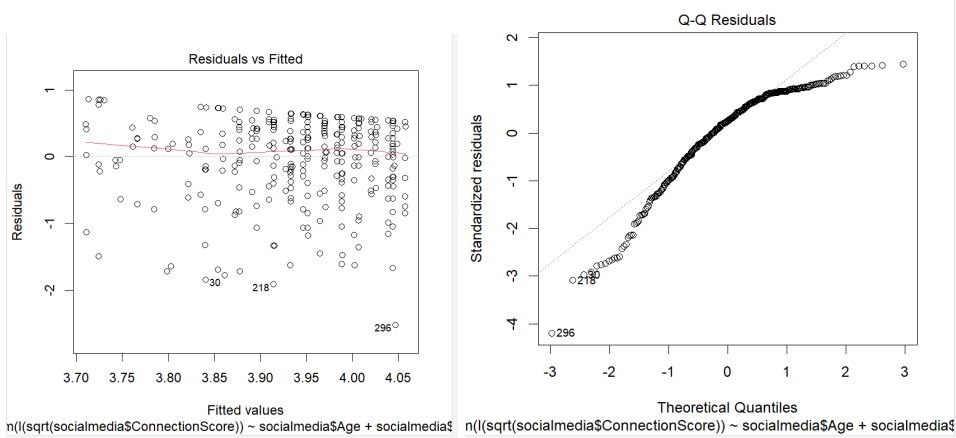 Residuals vs Fitted
Residuals
1
0
-1
-2
30
218
296
3.70 3.75 3.80 3.85 3.90 3.95 4.00 4.05
Fitted values
m(I(sqrt(socialmedia$ConnectionScore)) ~ socialmedia$Age + socialmedia$
Q-Q Residuals
Standardized residuals
2
1
0
-1
-2
-3
-4
30
218
296
-3 -2 -1 0 1 2 3
Theoretical Quantiles
m(I(sqrt(socialmedia$ConnectionScore)) ~ socialmedia$Age + socialmedia$